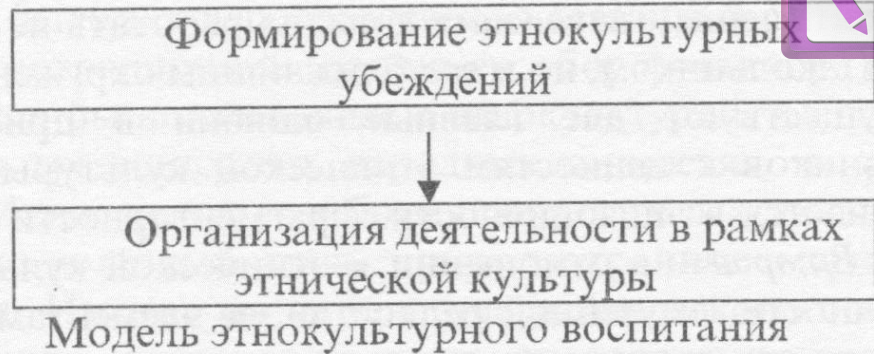 Формирование этнокультурных
убеждений
Организация деятельности в рамках
этнической культуры
Модель этнокультурного воспитания